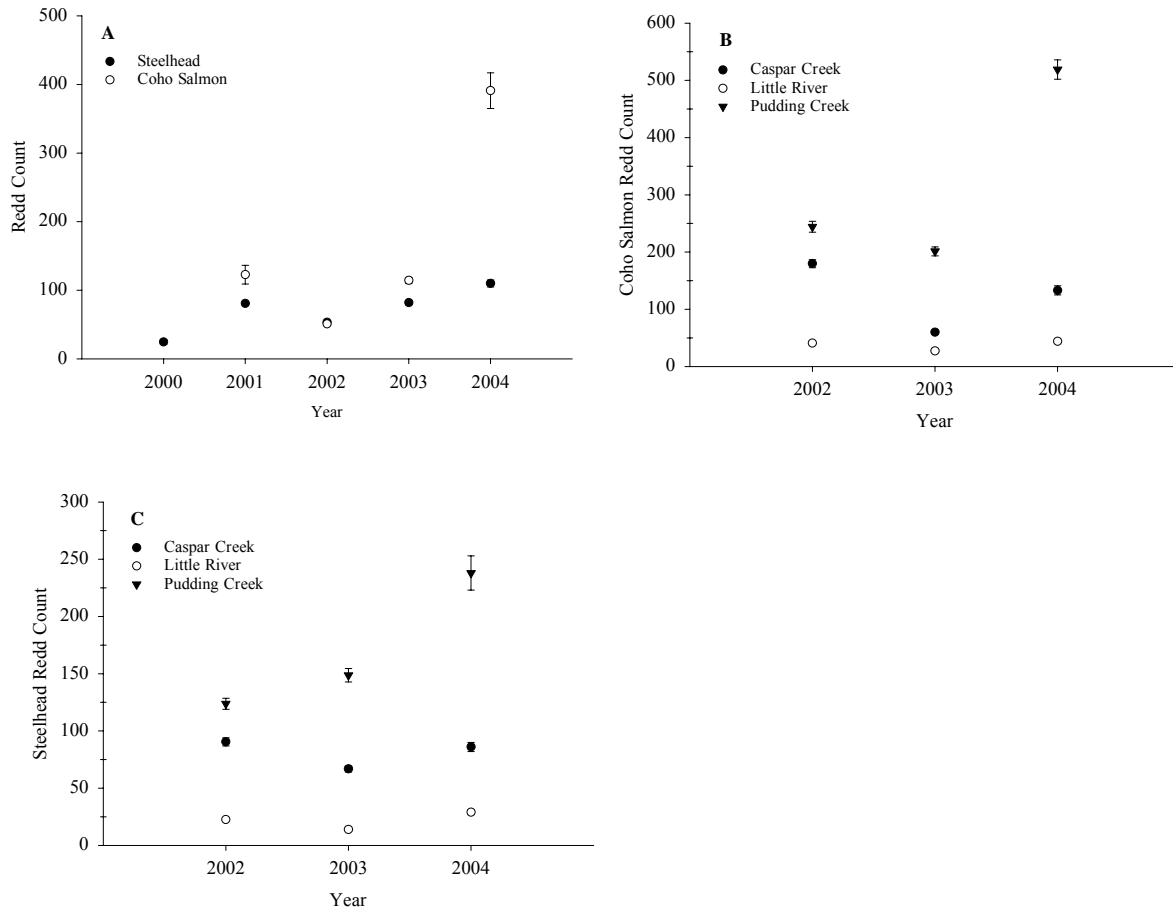 A
Steelhead
Coho Salmon
500
400
300
200
100
0
Redd Count
2000 2001 2002 2003 2004
Year
B
Caspar Creek
Little River
Pudding Creek
600
500
400
300
200
100
0
Coho Salmon Redd Count
2002 2003 2004
Year
C
Caspar Creek
Little River
Pudding Creek
300
250
200
150
100
50
0
Steelhead Redd Count
2002 2003 2004
Year